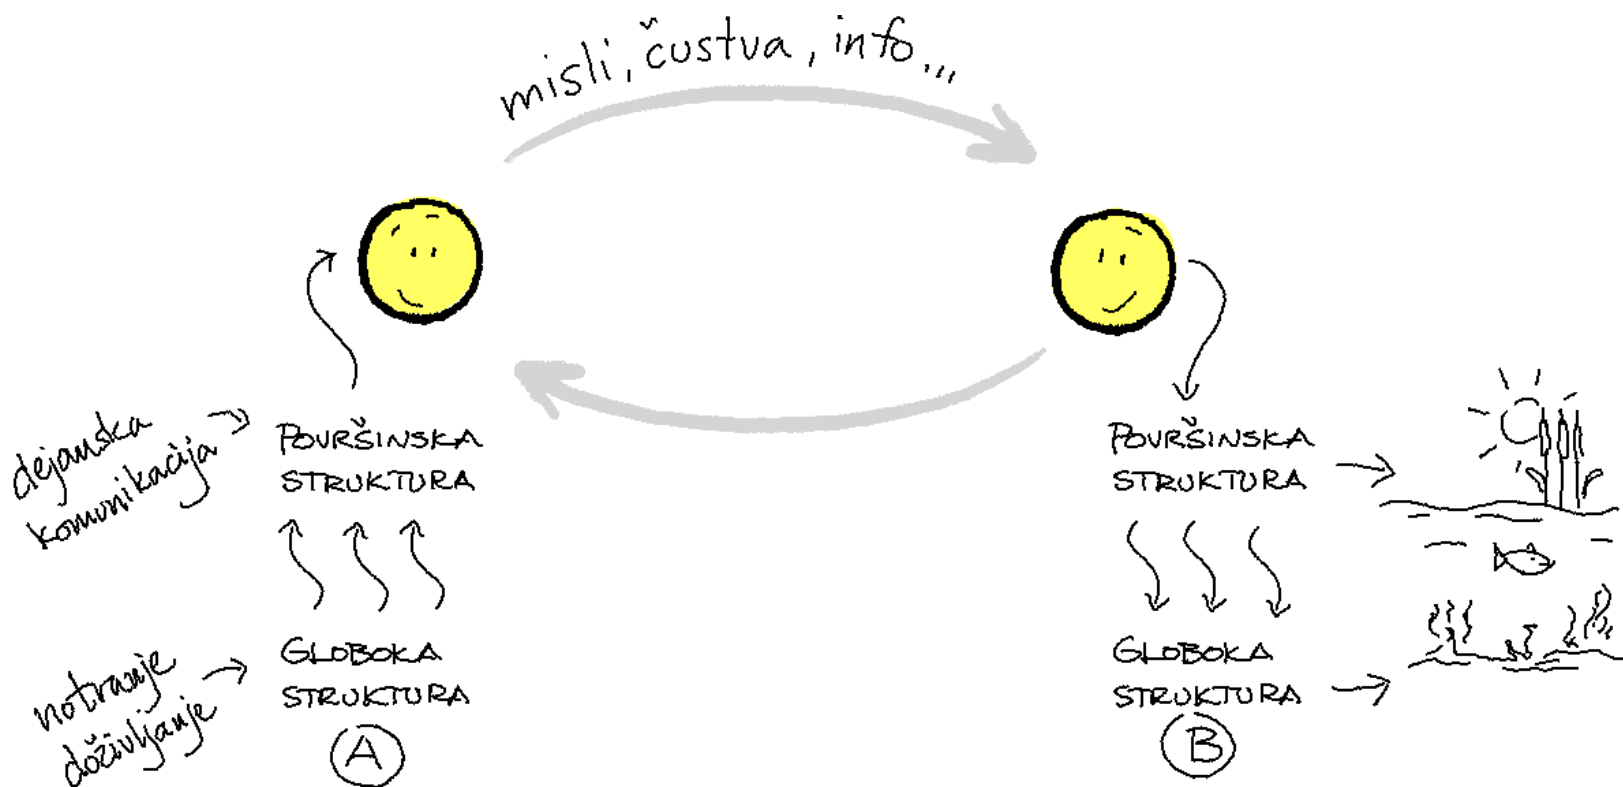 misli, čustva, info...
dejanska
komunikacija
POVRŠINSKA
STRUKTURA
notranje
doživljanje
GLOBOKA
STRUKTURA
A
POVRŠINSKA
STRUKTURA
GLOBOKA
STRUKTURA
B